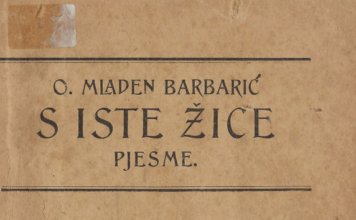 O. MLADEN BARBARIĆ
S ISTE ŽICE
PJESME.